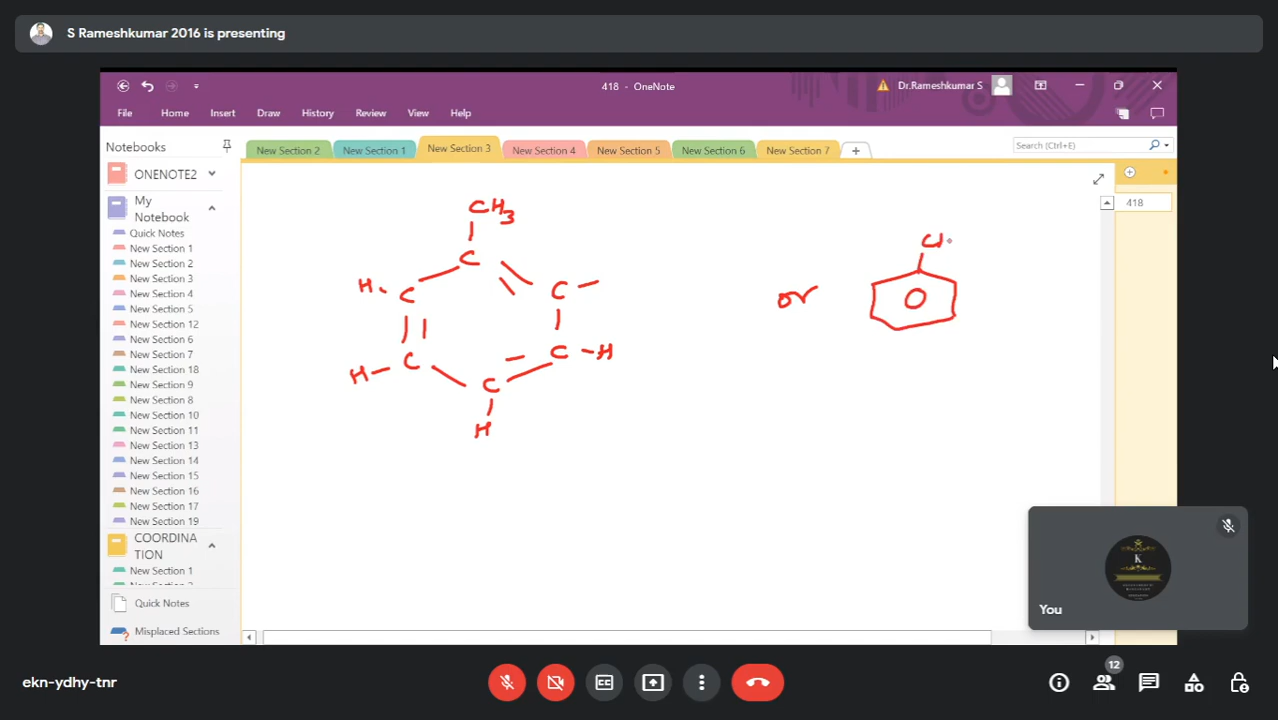 S Rameshkumar 2016 is presenting
418 - OneNote
Dr.Rameshkumar S
File Home Insert Draw History Review View Help
Notebooks
New Section 2 New Section 1 New Section 3 New Section 4 New Section 5 New Section 6 New Section 7 +
Search (Ctrl+E)
ONENOTE2
My
Notebook
Quick Notes
New Section 1
New Section 2
New Section 3
New Section 4
New Section 5
New Section 12
New Section 6
New Section 7
New Section 18
New Section 9
New Section 8
New Section 10
New Section 11
New Section 13
New Section 14
New Section 15
New Section 16
New Section 17
New Section 19
COORDINA
TION
New Section 1
Quick Notes
Misplaced Sections
418
CH3
C
H C C
H C C H
C
H
or
K
You
ekn-ydhy-tnr
CC
12